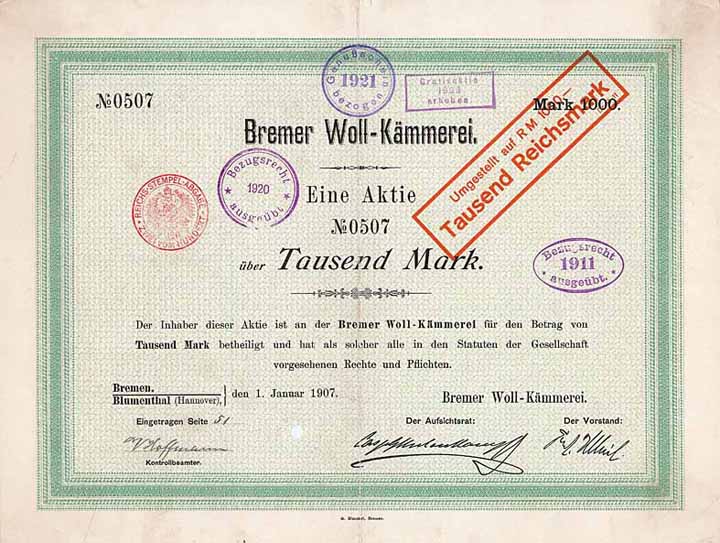 Genußschein
1921
bezogen
Gratisaktie
1923
erhoben
№0507
Mark 1000.
Umgestellt auf RM 1000,—
Tausend Reichsmark
Bremer Woll-Kämmerei.
Bezugsrecht
1920
ausgeübt
REICHS-STEMPEL-ABGABE
Eine Aktie
№0507
über Tausend Mark.
Bezugsrecht
1911
ausgeübt.
Der Inhaber dieser Aktie ist an der Bremer Woll-Kämmerei für den Betrag von
Tausend Mark betheiligt und hat als solcher alle in den Statuten der Gesellschaft
vorgesehenen Rechte und Pflichten.
Bremen.
Blumenthal (Hannover), } den 1. Januar 1907.
Bremer Woll-Kämmerei.
Eingetragen Seite 51
Der Aufsichtsrat:
Der Vorstand:
Kontrollbeamter.